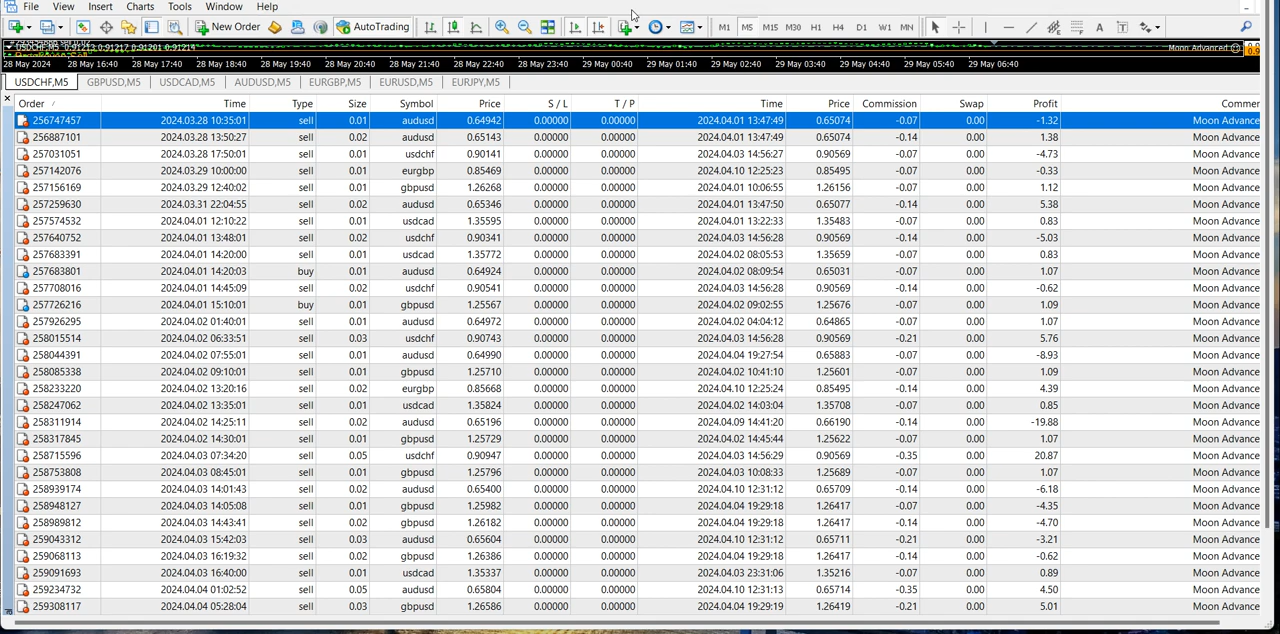 File View Insert Charts Tools Window Help
New Order AutoTrading M1 M5 M15 M30 H1 H4 D1 W1 MN A T
USDCHF,M5 0.91213 0.91217 0.91201 0.91214 Moon Advanced
28 May 2024 28 May 16:40 28 May 17:40 28 May 18:40 28 May 19:40 28 May 20:40 28 May 21:40 28 May 22:40 28 May 23:40 29 May 00:40 29 May 01:40 29 May 02:40 29 May 03:40 29 May 04:40 29 May 05:40 29 May 06:40
USDCHF,M5 GBPUSD,M5 USDCAD,M5 AUDUSD,M5 EURGBP,M5 EURUSD,M5 EURJPY,M5
Order Time Type Size Symbol Price S / L T / P Time Price Commission Swap Profit Commer
256747457 2024.03.28 10:35:01 sell 0.01 audusd 0.64942 0.00000 0.00000 2024.04.01 13:47:49 0.65074 -0.07 0.00 -1.32 Moon Advance
256887101 2024.03.28 13:50:27 sell 0.02 audusd 0.65143 0.00000 0.00000 2024.04.01 13:47:49 0.65074 -0.14 0.00 1.38 Moon Advance
257031051 2024.03.28 17:50:01 sell 0.01 usdchf 0.90141 0.00000 0.00000 2024.04.03 14:56:27 0.90569 -0.07 0.00 -4.73 Moon Advance
257142076 2024.03.29 10:00:00 sell 0.01 eurgbp 0.85469 0.00000 0.00000 2024.04.10 12:25:23 0.85495 -0.07 0.00 -0.33 Moon Advance
257156169 2024.03.29 12:40:02 sell 0.01 gbpusd 1.26268 0.00000 0.00000 2024.04.01 10:06:55 1.26156 -0.07 0.00 1.12 Moon Advance
257259630 2024.03.31 22:04:55 sell 0.02 audusd 0.65346 0.00000 0.00000 2024.04.01 13:47:50 0.65077 -0.14 0.00 5.38 Moon Advance
257574532 2024.04.01 12:10:22 sell 0.01 usdcad 1.35595 0.00000 0.00000 2024.04.01 13:22:33 1.35483 -0.07 0.00 0.83 Moon Advance
257640752 2024.04.01 13:48:01 sell 0.02 usdchf 0.90341 0.00000 0.00000 2024.04.03 14:56:28 0.90569 -0.14 0.00 -5.03 Moon Advance
257683391 2024.04.01 14:20:00 sell 0.01 usdcad 1.35772 0.00000 0.00000 2024.04.02 08:05:53 1.35659 -0.07 0.00 0.83 Moon Advance
257683801 2024.04.01 14:20:03 buy 0.01 audusd 0.64924 0.00000 0.00000 2024.04.02 08:09:54 0.65031 -0.07 0.00 1.07 Moon Advance
257708016 2024.04.01 14:45:09 sell 0.02 usdchf 0.90541 0.00000 0.00000 2024.04.03 14:56:28 0.90569 -0.14 0.00 -0.62 Moon Advance
257726216 2024.04.01 15:10:01 buy 0.01 gbpusd 1.25567 0.00000 0.00000 2024.04.02 09:02:55 1.25676 -0.07 0.00 1.09 Moon Advance
257926295 2024.04.02 01:40:01 sell 0.01 audusd 0.64972 0.00000 0.00000 2024.04.02 04:04:12 0.64865 -0.07 0.00 1.07 Moon Advance
258015514 2024.04.02 06:33:51 sell 0.03 usdchf 0.90743 0.00000 0.00000 2024.04.03 14:56:28 0.90569 -0.21 0.00 5.76 Moon Advance
258044391 2024.04.02 07:55:01 sell 0.01 audusd 0.64990 0.00000 0.00000 2024.04.04 19:27:54 0.65883 -0.07 0.00 -8.93 Moon Advance
258085338 2024.04.02 09:10:01 sell 0.01 gbpusd 1.25710 0.00000 0.00000 2024.04.02 10:41:10 1.25601 -0.07 0.00 1.09 Moon Advance
258233220 2024.04.02 13:20:16 sell 0.02 eurgbp 0.85668 0.00000 0.00000 2024.04.10 12:25:24 0.85495 -0.14 0.00 4.39 Moon Advance
258247062 2024.04.02 13:35:01 sell 0.01 usdcad 1.35824 0.00000 0.00000 2024.04.02 14:03:04 1.35708 -0.07 0.00 0.85 Moon Advance
258311914 2024.04.02 14:25:11 sell 0.02 audusd 0.65196 0.00000 0.00000 2024.04.09 14:41:20 0.66190 -0.14 0.00 -19.88 Moon Advance
258317845 2024.04.02 14:30:01 sell 0.01 gbpusd 1.25729 0.00000 0.00000 2024.04.02 14:45:44 1.25622 -0.07 0.00 1.07 Moon Advance
258715596 2024.04.03 07:34:20 sell 0.05 usdchf 0.90947 0.00000 0.00000 2024.04.03 14:56:29 0.90569 -0.35 0.00 20.87 Moon Advance
258753808 2024.04.03 08:45:01 sell 0.01 gbpusd 1.25796 0.00000 0.00000 2024.04.03 10:08:33 1.25689 -0.07 0.00 1.07 Moon Advance
258939174 2024.04.03 14:01:43 sell 0.02 audusd 0.65400 0.00000 0.00000 2024.04.10 12:31:12 0.65709 -0.14 0.00 -6.18 Moon Advance
258948127 2024.04.03 14:05:08 sell 0.01 gbpusd 1.25982 0.00000 0.00000 2024.04.04 19:29:18 1.26417 -0.07 0.00 -4.35 Moon Advance
258989812 2024.04.03 14:43:41 sell 0.02 gbpusd 1.26182 0.00000 0.00000 2024.04.04 19:29:18 1.26417 -0.14 0.00 -4.70 Moon Advance
259043312 2024.04.03 15:42:03 sell 0.03 audusd 0.65604 0.00000 0.00000 2024.04.10 12:31:12 0.65711 -0.21 0.00 -3.21 Moon Advance
259068113 2024.04.03 16:19:32 sell 0.02 gbpusd 1.26386 0.00000 0.00000 2024.04.04 19:29:18 1.26417 -0.14 0.00 -0.62 Moon Advance
259091693 2024.04.03 16:40:00 sell 0.01 usdcad 1.35337 0.00000 0.00000 2024.04.03 23:31:06 1.35216 -0.07 0.00 0.89 Moon Advance
259234732 2024.04.04 01:02:52 sell 0.05 audusd 0.65804 0.00000 0.00000 2024.04.10 12:31:13 0.65714 -0.35 0.00 4.50 Moon Advance
259308117 2024.04.04 05:28:04 sell 0.03 gbpusd 1.26586 0.00000 0.00000 2024.04.04 19:29:19 1.26419 -0.21 0.00 5.01 Moon Advance